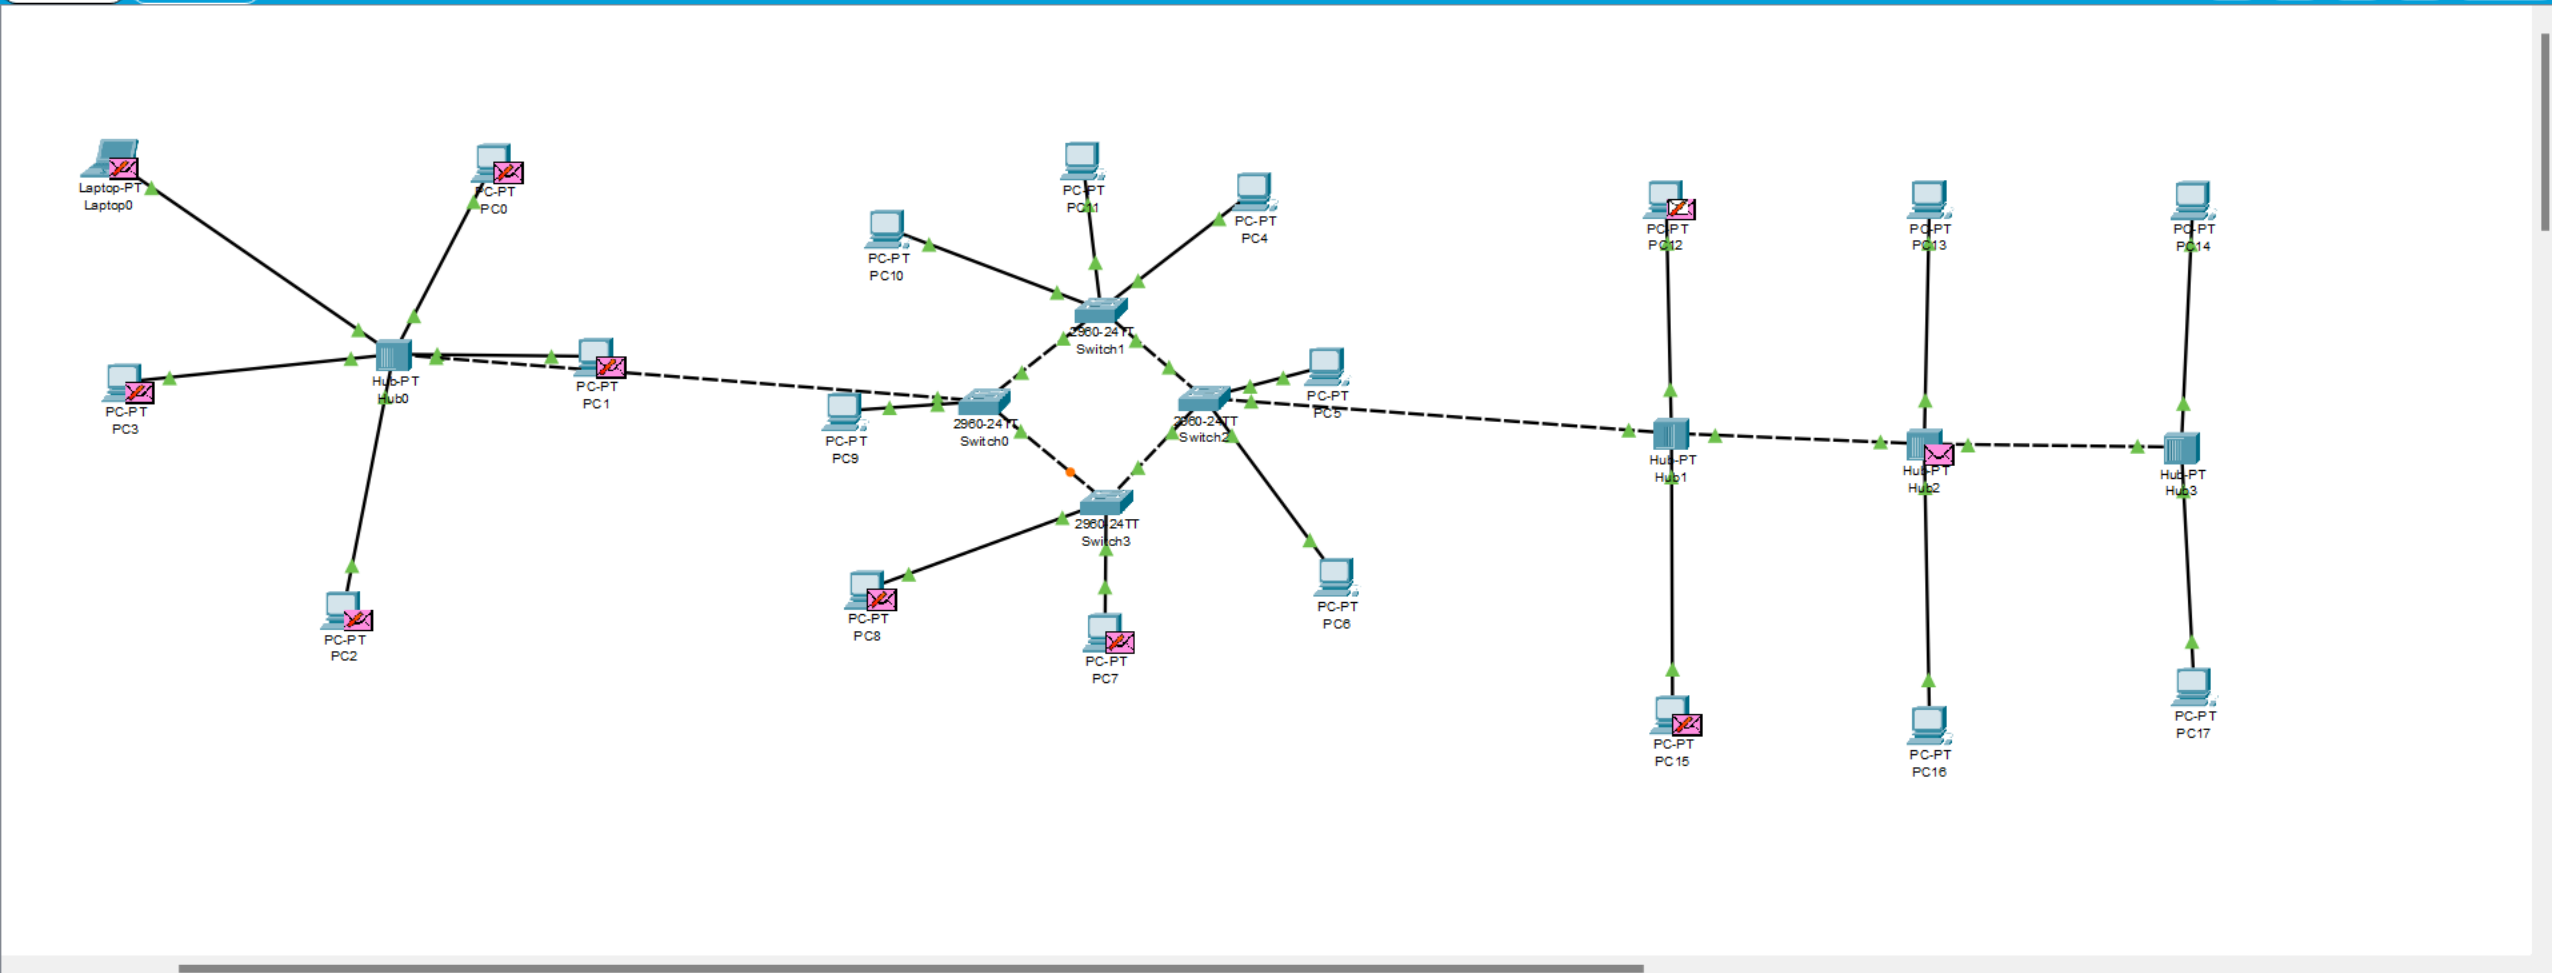 Laptop-PT
Laptop0
PC-PT
PC0
PC-PT
PC3
Hub-PT
Hub0
PC-PT
PC1
PC-PT
PC2
PC-PT
PC10
PC-PT
PC11
PC-PT
PC4
2960-24TT
Switch1
PC-PT
PC9
2960-24TT
Switch0
2960-24TT
Switch2
PC-PT
PC5
2960-24TT
Switch3
PC-PT
PC8
PC-PT
PC7
PC-PT
PC6
PC-PT
PC12
PC-PT
PC13
PC-PT
PC14
Hub-PT
Hub1
Hub-PT
Hub2
Hub-PT
Hub3
PC-PT
PC15
PC-PT
PC16
PC-PT
PC17